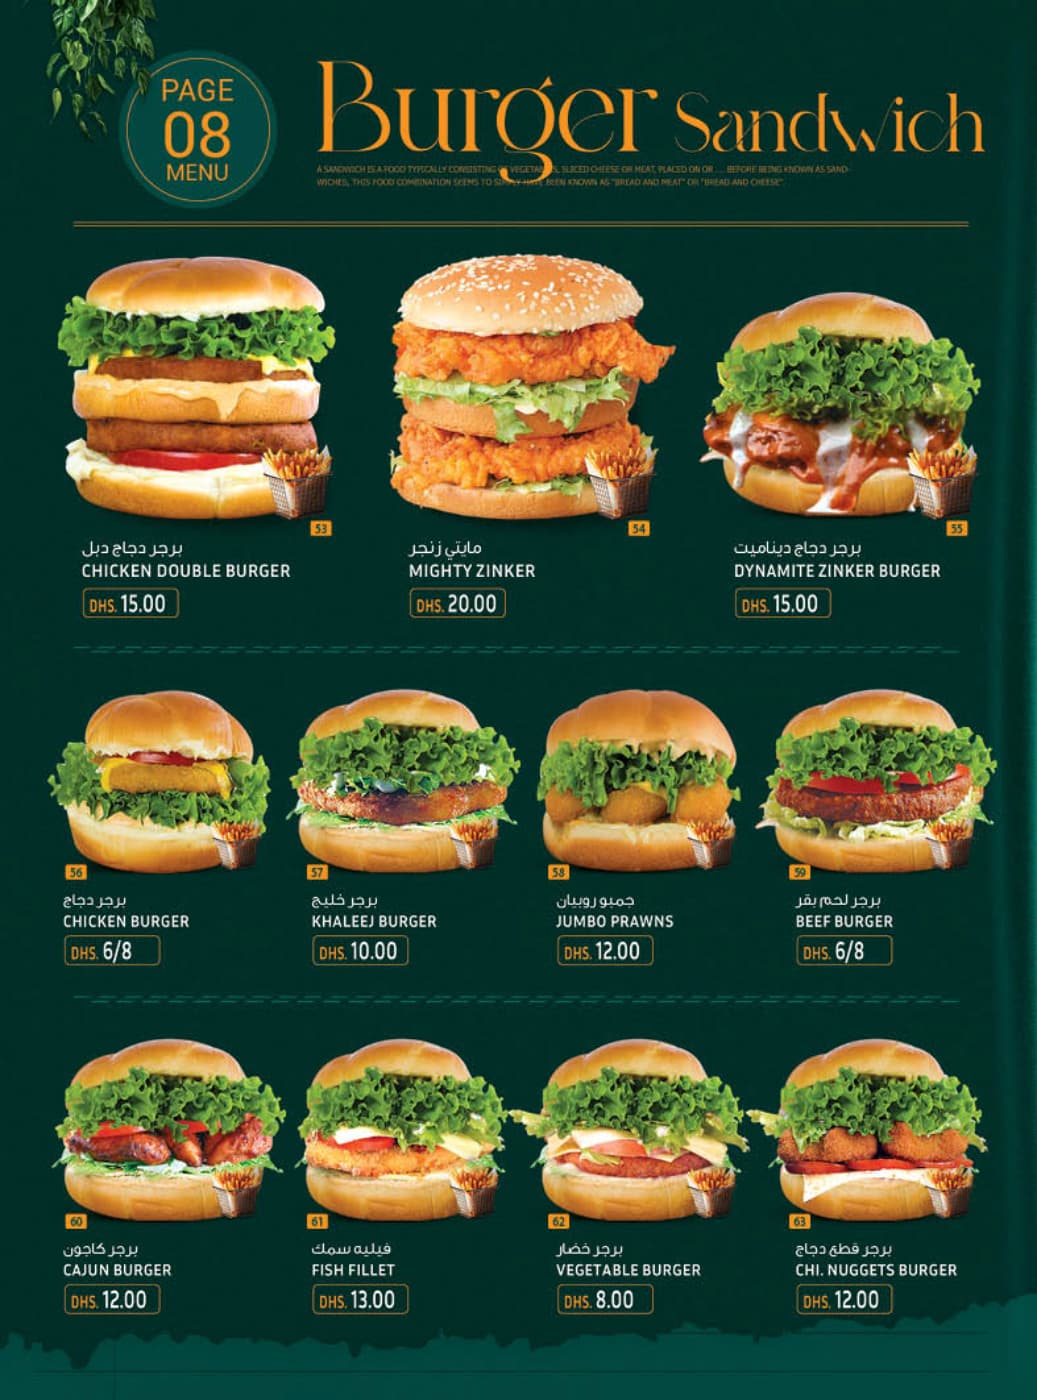 PAGE
08
MENU
Burger Sandwich
A SANDWICH IS A FOOD TYPICALLY CONSISTING OF VEGETABLES, SLICED CHEESE OR MEAT, PLACED ON OR .... BEFORE BEING KNOWN AS SAND-
WICHES, THIS FOOD COMBINATION SEEMS TO SIMPLY HAVE BEEN KNOWN AS "BREAD AND MEAT" OR "BREAD AND CHEESE".
53
برجر دجاج دبل
CHICKEN DOUBLE BURGER
DHS. 15.00
54
مايتي زنجر
MIGHTY ZINKER
DHS. 20.00
55
برجر دجاج ديناميت
DYNAMITE ZINKER BURGER
DHS. 15.00
56
برجر دجاج
CHICKEN BURGER
DHS. 6/8
57
برجر خليج
KHALEEJ BURGER
DHS. 10.00
58
جمبو روبيان
JUMBO PRAWNS
DHS. 12.00
59
برجر لحم بقر
BEEF BURGER
DHS. 6/8
60
برجر كاجون
CAJUN BURGER
DHS. 12.00
61
فيليه سمك
FISH FILLET
DHS. 13.00
62
برجر خضار
VEGETABLE BURGER
DHS. 8.00
63
برجر قطع دجاج
CHI. NUGGETS BURGER
DHS. 12.00